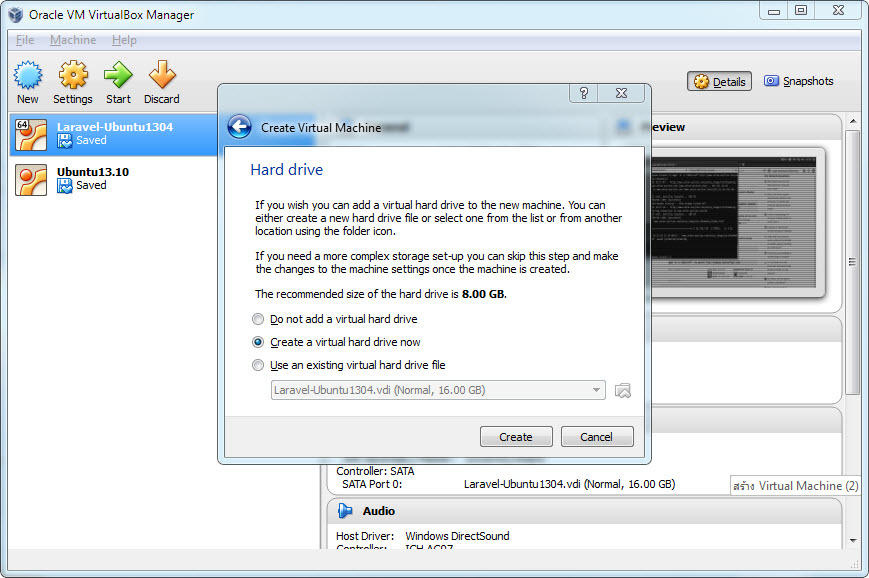 Oracle VM VirtualBox Manager
File Machine Help
New Settings Start Discard
Details Snapshots
64 Laravel-Ubuntu1304
Saved
Ubuntu13.10
Saved
Create Virtual Machine
Hard drive
If you wish you can add a virtual hard drive to the new machine. You can
either create a new hard drive file or select one from the list or from another
location using the folder icon.
If you need a more complex storage set-up you can skip this step and make
the changes to the machine settings once the machine is created.
The recommended size of the hard drive is 8.00 GB.
Do not add a virtual hard drive
Create a virtual hard drive now
Use an existing virtual hard drive file
Laravel-Ubuntu1304.vdi (Normal, 16.00 GB)
Create Cancel
Controller: SATA
SATA Port 0: Laravel-Ubuntu1304.vdi (Normal, 16.00 GB)
สร้าง Virtual Machine (2)
Audio
Host Driver: Windows DirectSound
Controller: ICH AC97